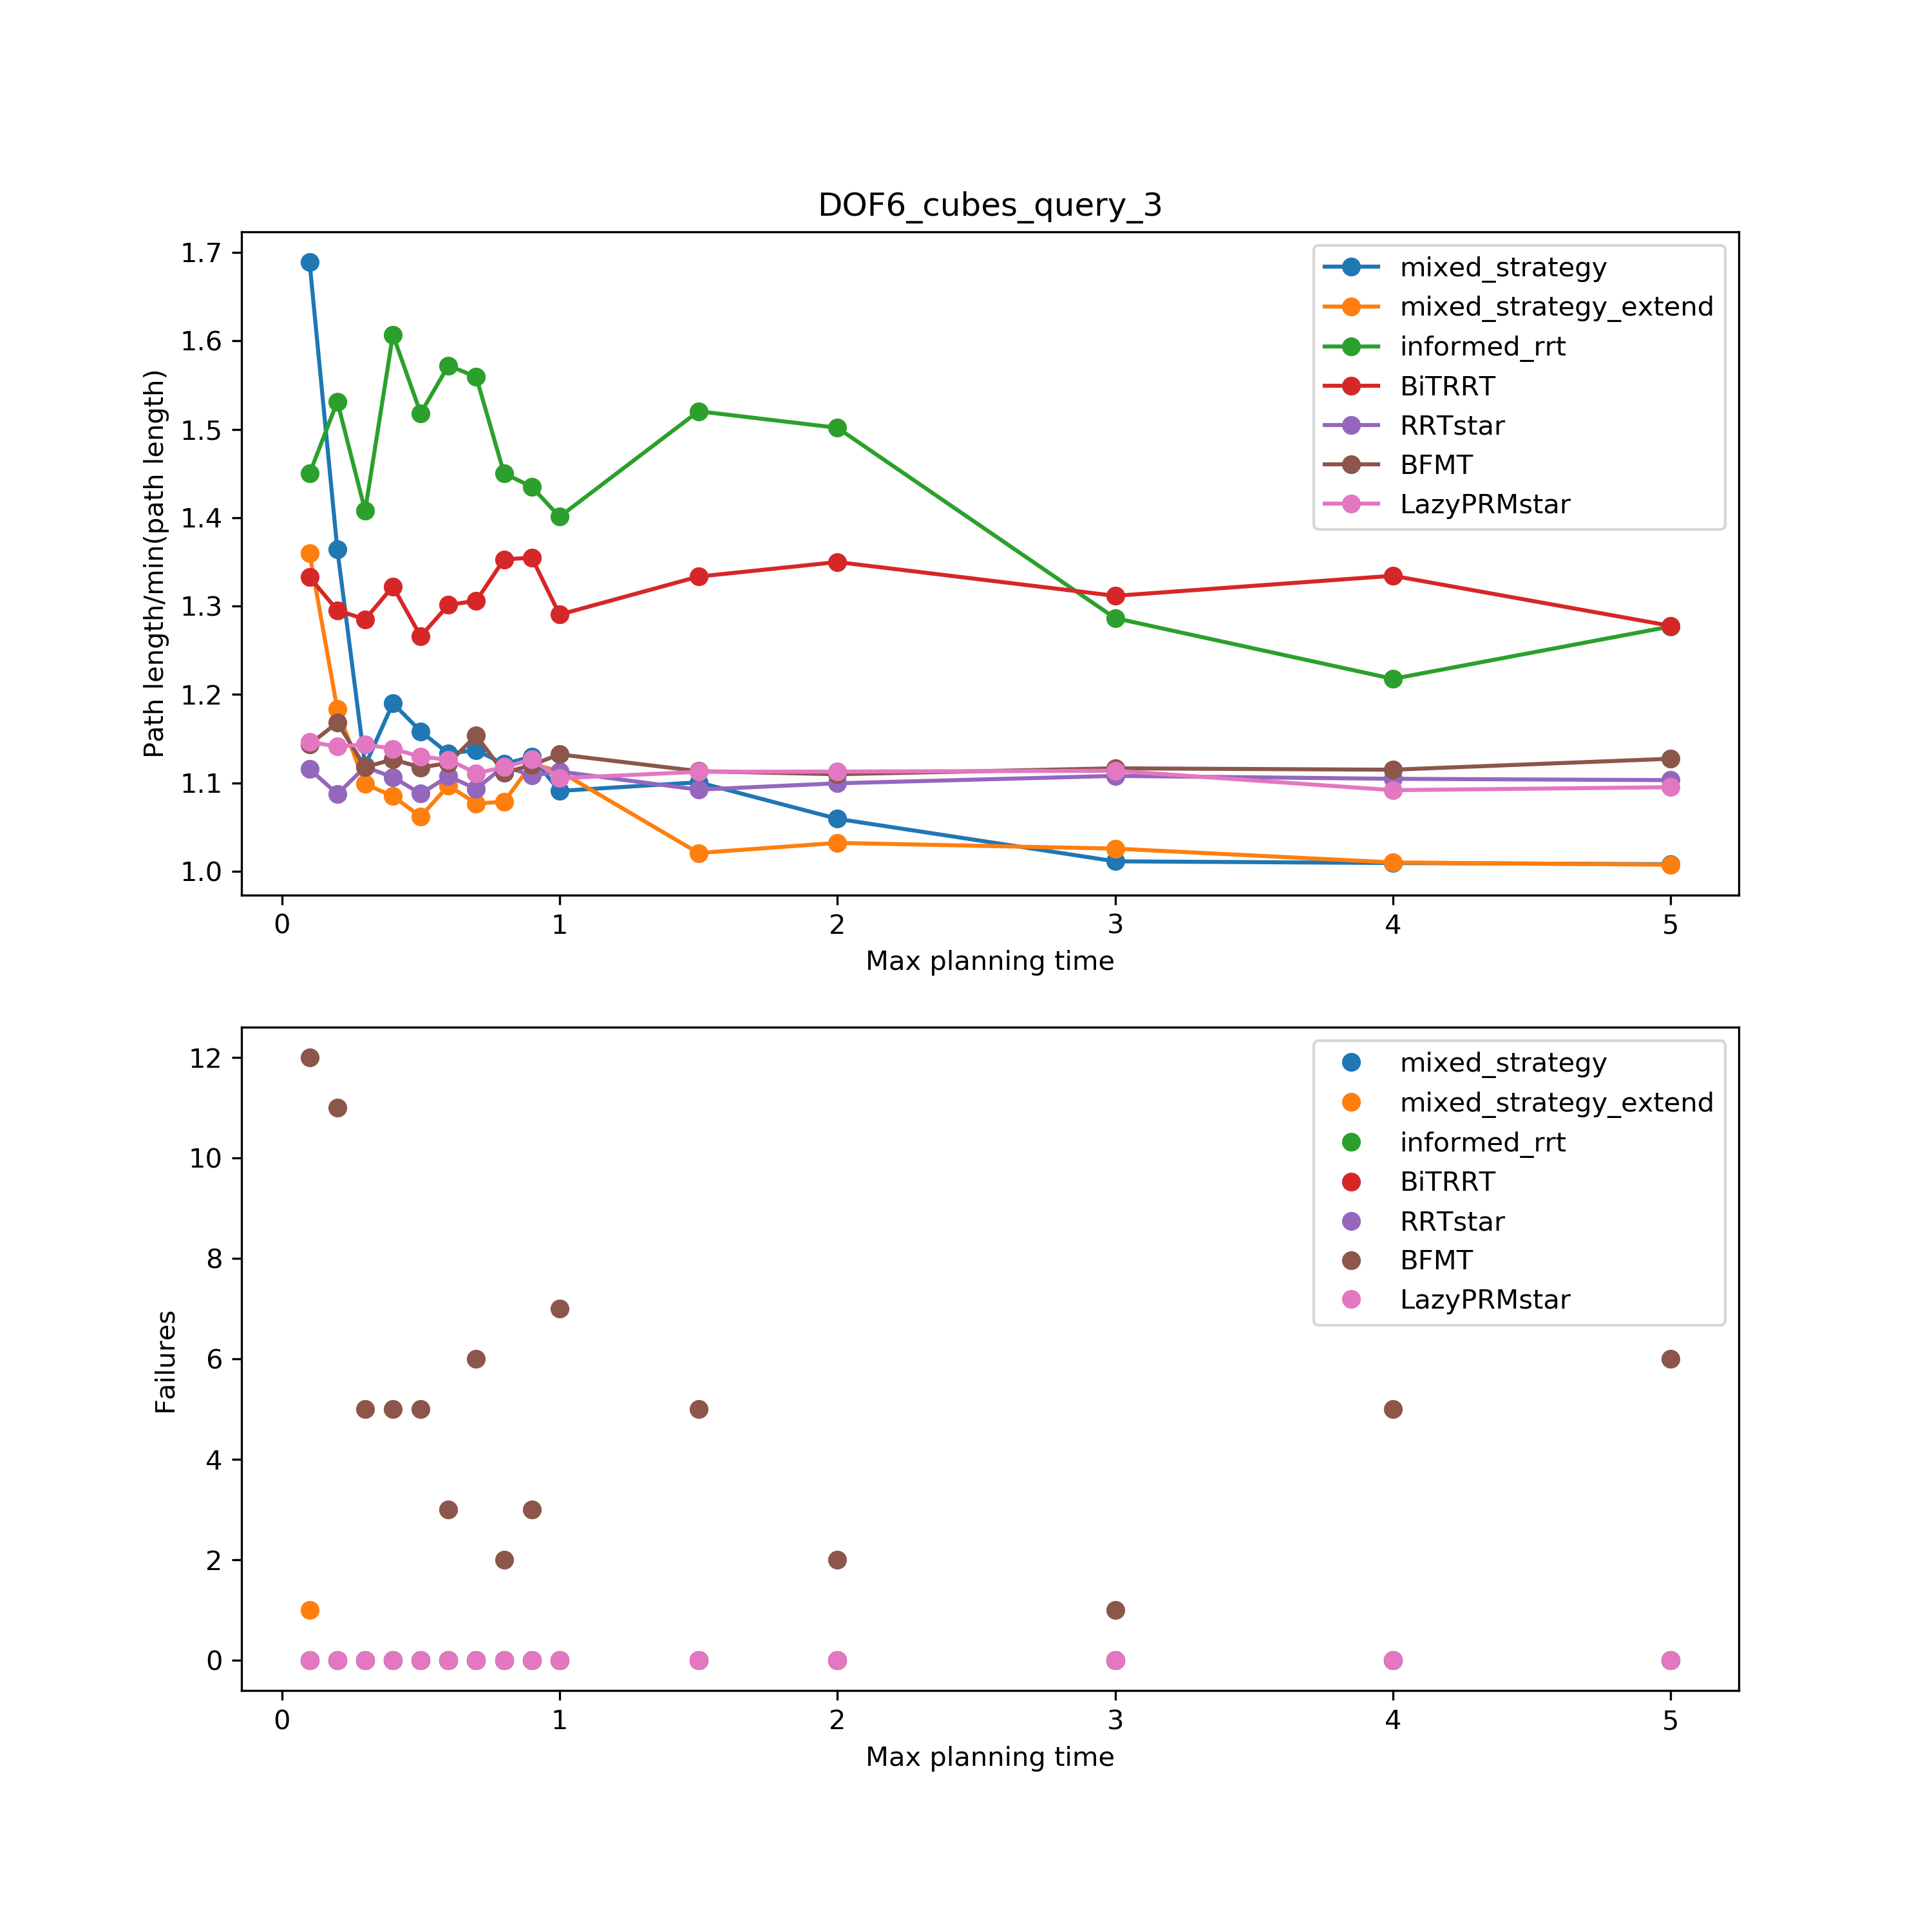 DOF6_cubes_query_3
Path length/min(path length)
1.7
1.6
1.5
1.4
1.3
1.2
1.1
1.0
mixed_strategy
mixed_strategy_extend
informed_rrt
BiTRRT
RRTstar
BFMT
LazyPRMstar
0 1 2 3 4 5
Max planning time
Failures
12
10
8
6
4
2
0
mixed_strategy
mixed_strategy_extend
informed_rrt
BiTRRT
RRTstar
BFMT
LazyPRMstar
0 1 2 3 4 5
Max planning time